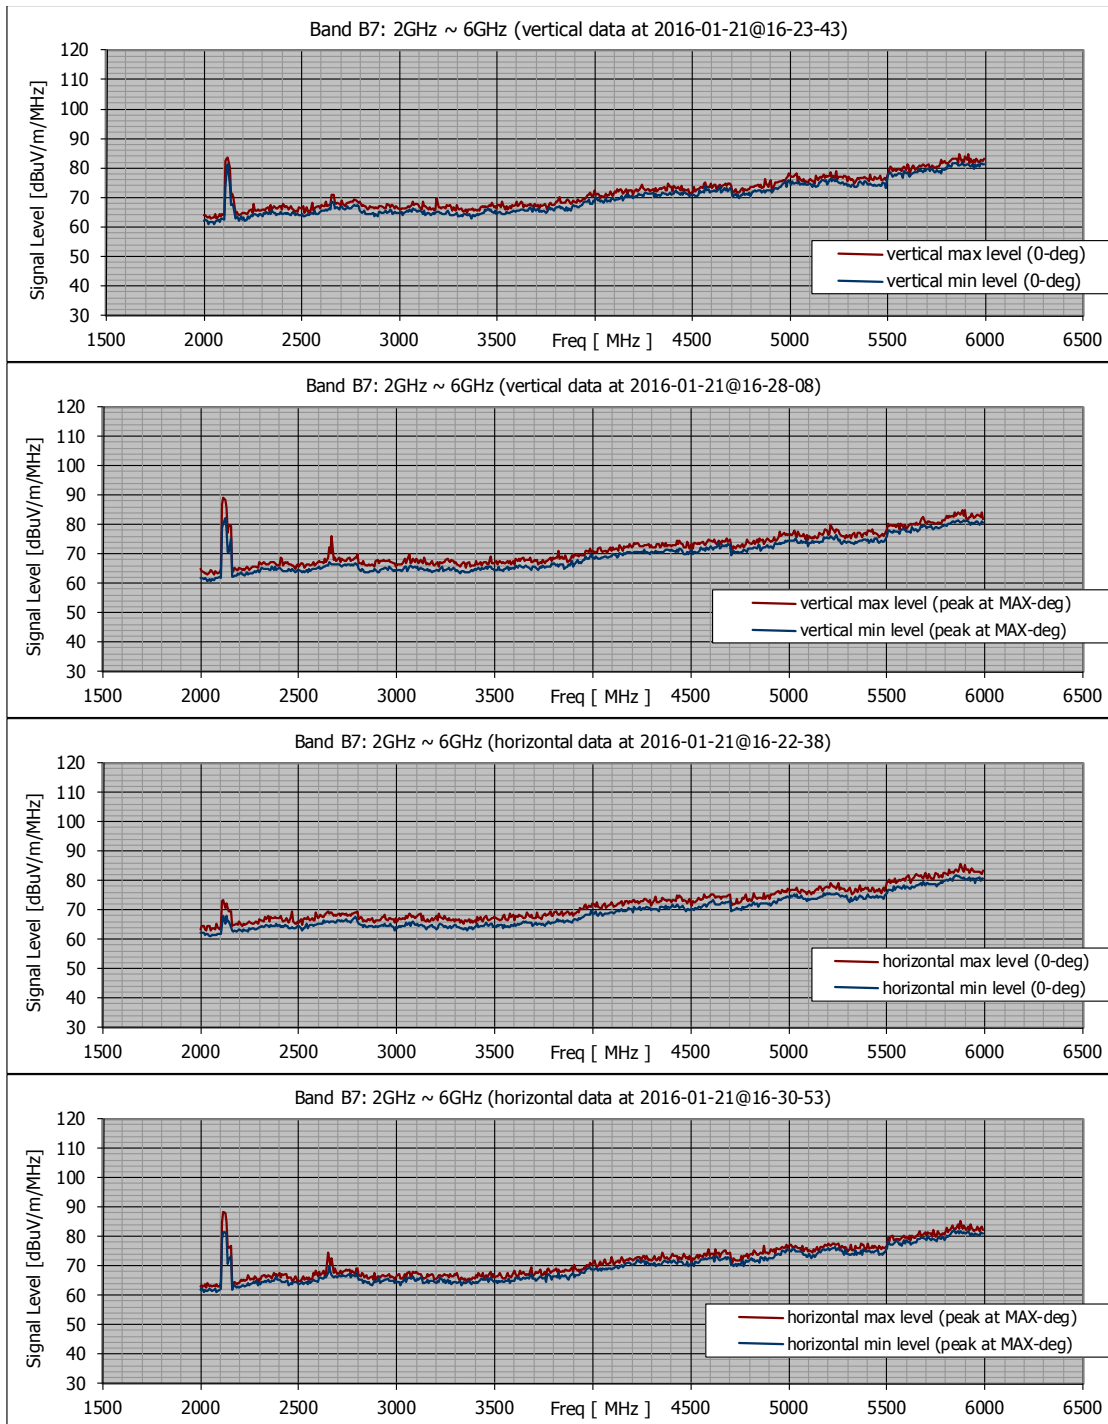 Band B7: 2GHz ~ 6GHz (vertical data at 2016-01-21@16-23-43)
120
110
100
90
80
70
60
50
40
30
Signal Level [dBuV/m/MHz]
vertical max level (0-deg)
vertical min level (0-deg)
1500 2000 2500 3000 3500 Freq [ MHz ] 4500 5000 5500 6000 6500
Band B7: 2GHz ~ 6GHz (vertical data at 2016-01-21@16-28-08)
120
110
100
90
80
70
60
50
40
30
Signal Level [dBuV/m/MHz]
vertical max level (peak at MAX-deg)
vertical min level (peak at MAX-deg)
1500 2000 2500 3000 3500 Freq [ MHz ] 4500 5000 5500 6000 6500
Band B7: 2GHz ~ 6GHz (horizontal data at 2016-01-21@16-22-38)
120
110
100
90
80
70
60
50
40
30
Signal Level [dBuV/m/MHz]
horizontal max level (0-deg)
horizontal min level (0-deg)
1500 2000 2500 3000 3500 Freq [ MHz ] 4500 5000 5500 6000 6500
Band B7: 2GHz ~ 6GHz (horizontal data at 2016-01-21@16-30-53)
120
110
100
90
80
70
60
50
40
30
Signal Level [dBuV/m/MHz]
horizontal max level (peak at MAX-deg)
horizontal min level (peak at MAX-deg)
1500 2000 2500 3000 3500 Freq [ MHz ] 4500 5000 5500 6000 6500